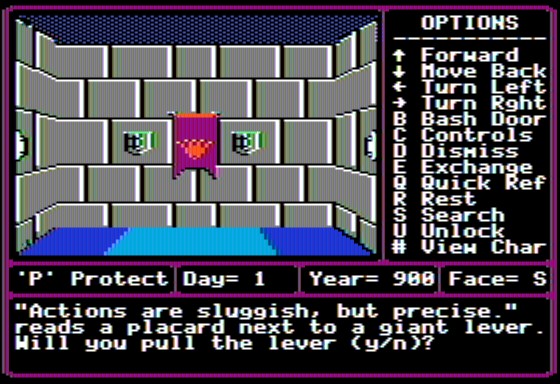 OPTIONS
↑ Forward
↓ Move Back
← Turn Left
→ Turn Rght
B Bash Door
C Controls
D Dismiss
E Exchange
Q Quick Ref
R Rest
S Search
U Unlock
# View Char
'P' Protect
Day= 1
Year= 900
Face= S
"Actions are sluggish, but precise."
reads a placard next to a giant lever.
Will you pull the lever (y/n)?